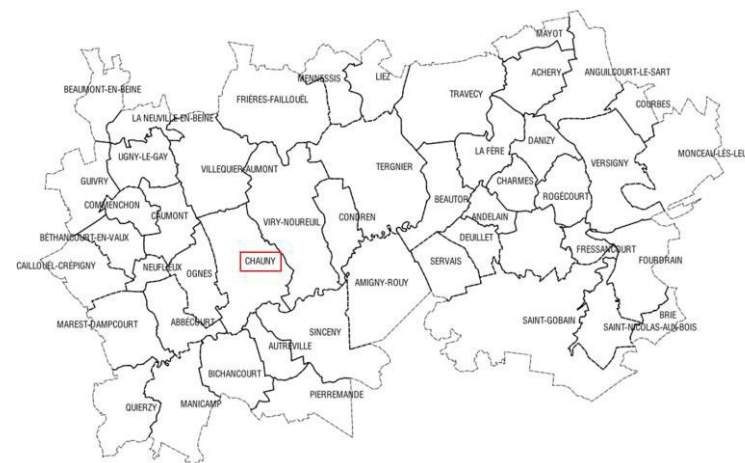 MAYOT
MENNESSIS
LIEZ
ACHERY
ANGUILCOURT-LE-SART
BEAUMONT-EN-BEINE
TRAVECY
FRIÈRES-FAILLOUËL
COURBES
LA NEUVILLE-EN-BEINE
DANIZY
LA FÈRE
UGNY-LE-GAY
MONCEAU-LÈS-LEU
VILLEQUIER-AUMONT
TERGNIER
VERSIGNY
GUIVRY
CHARMES
ROGÉCOURT
BEAUTOR
COMMENCHON
CAUMONT
VIRY-NOUREUIL
CONDREN
ANDELAIN
BÉTHANCOURT-EN-VAUX
DEUILLET
FRESSANCOURT
CAILLOUËL-CRÉPIGNY
NEUFLIEUX
OGNES
CHAUNY
SERVAIS
FOURDRAIN
AMIGNY-ROUY
MAREST-DAMPCOURT
ABBÉCOURT
SINCENY
SAINT-GOBAIN
BRIE
SAINT-NICOLAS-AUX-BOIS
AUTREVILLE
BICHANCOURT
PIERREMANDE
QUIERZY
MANICAMP